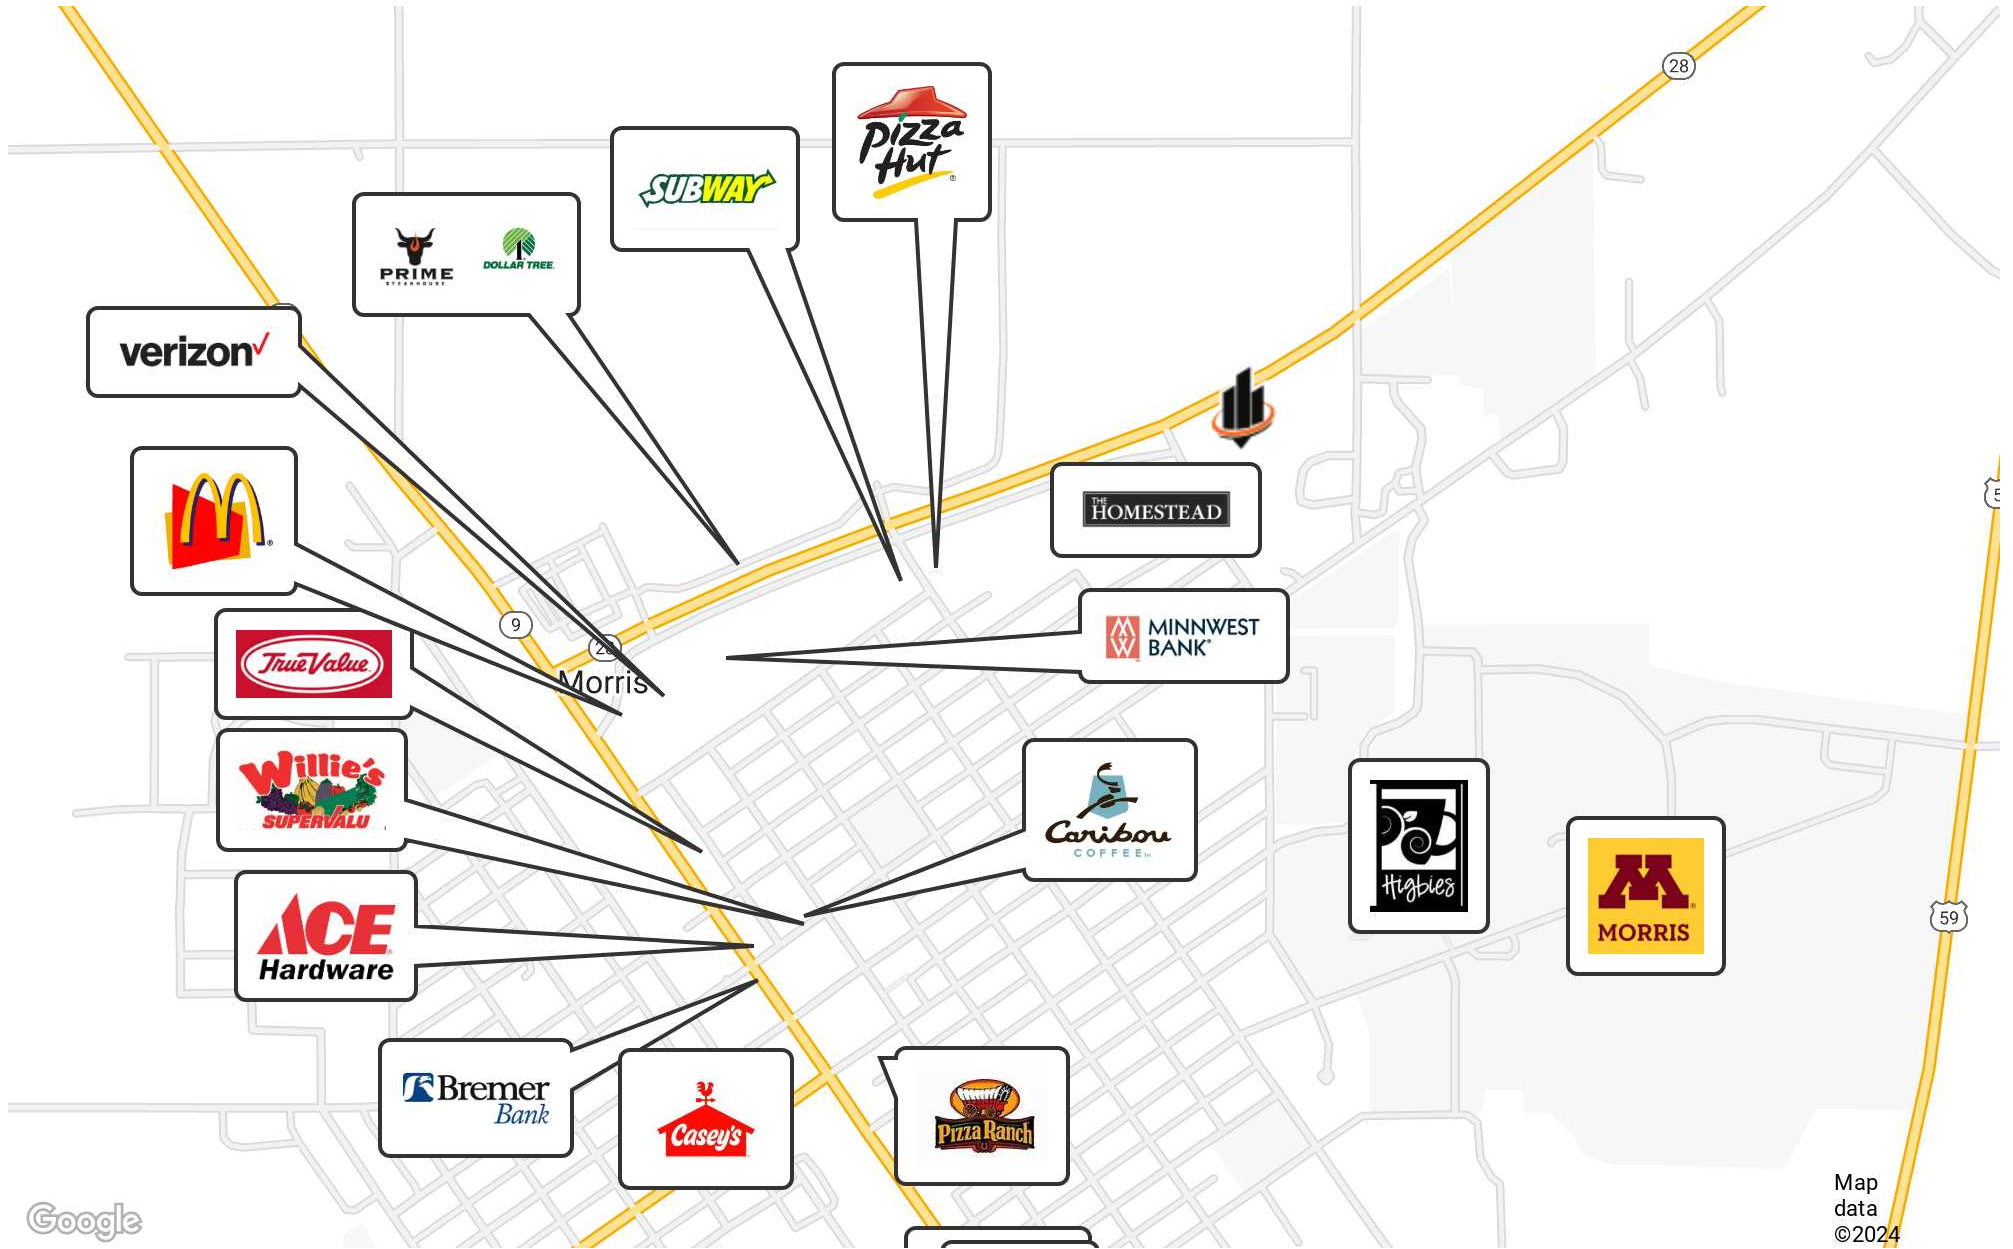 28
Pizza
Hut
®
SUBWAY
PRIME
STEAKHOUSE
DOLLAR TREE
verizon
THE
HOMESTEAD
9
MINNWEST
BANK
Morris
True Value
Willie's
SUPERVALU
Caribou
COFFEE
Higbies
MORRIS
ACE
Hardware
59
Bremer
Bank
Casey's
Pizza Ranch
Google
Map
data
©2024